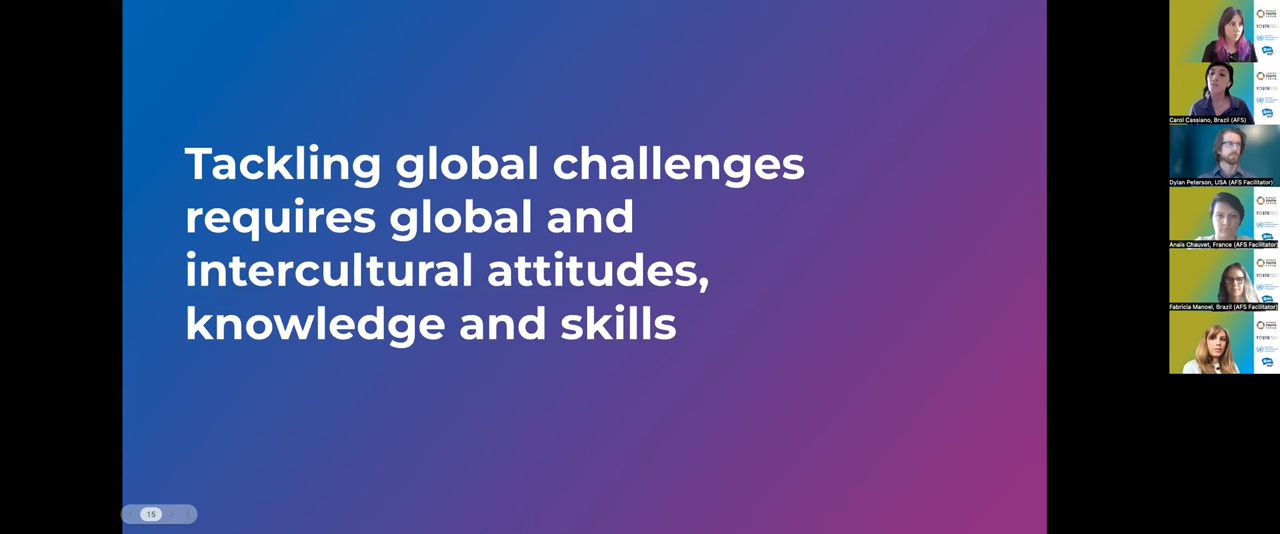 Tackling global challenges
requires global and
intercultural attitudes,
knowledge and skills
15
Carol Cassiano, Brazil (AFS)
Dylan Peterson, USA (AFS Facilitator)
Anais Chauvet, France (AFS Facilitator)
Fabricia Manoel, Brazil (AFS Facilitator)